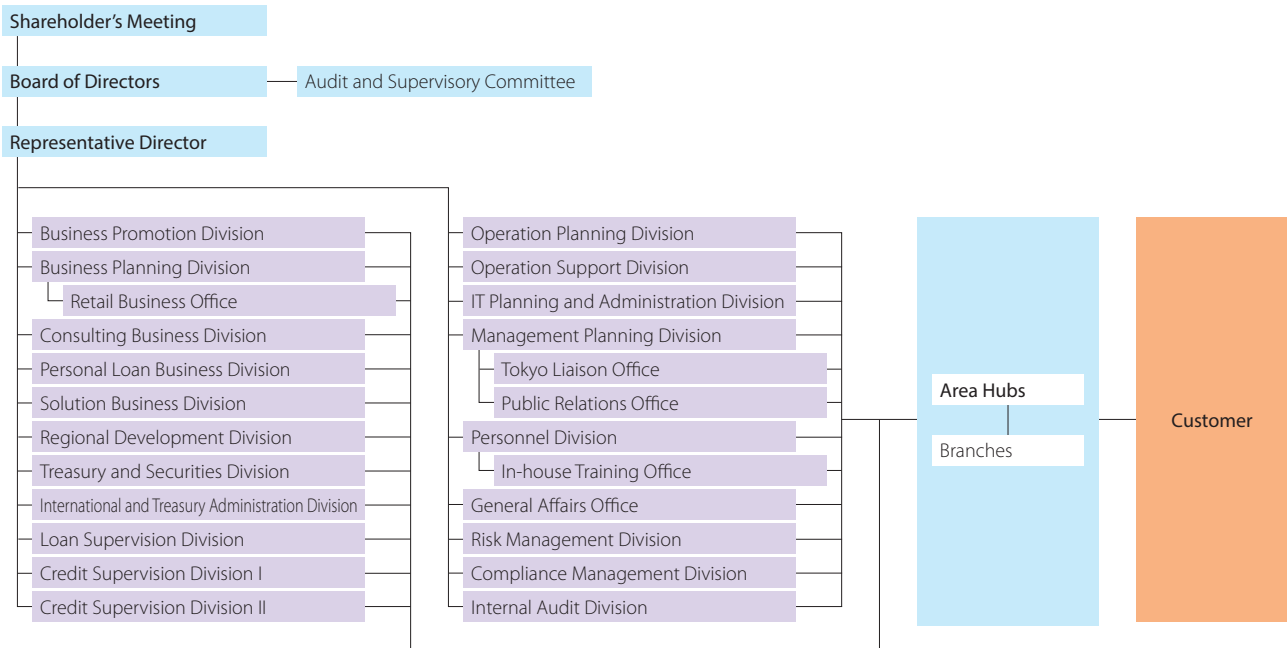 Shareholder’s Meeting
Board of Directors
Audit and Supervisory Committee
Representative Director
Business Promotion Division
Business Planning Division
Retail Business Office
Consulting Business Division
Personal Loan Business Division
Solution Business Division
Regional Development Division
Treasury and Securities Division
International and Treasury Administration Division
Loan Supervision Division
Credit Supervision Division I
Credit Supervision Division II
Operation Planning Division
Operation Support Division
IT Planning and Administration Division
Management Planning Division
Tokyo Liaison Office
Public Relations Office
Personnel Division
In-house Training Office
General Affairs Office
Risk Management Division
Compliance Management Division
Internal Audit Division
Area Hubs
Branches
Customer